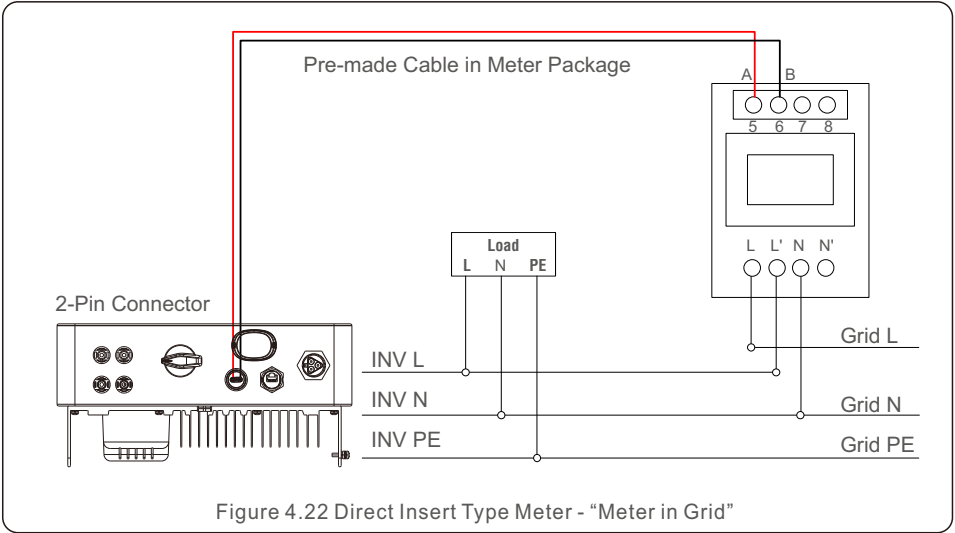 Pre-made Cable in Meter Package
A B
5 6 7 8
Load
L N PE
L L' N N'
2-Pin Connector
Grid L
INV L
INV N
Grid N
INV PE
Grid PE
Figure 4.22 Direct Insert Type Meter - “Meter in Grid”